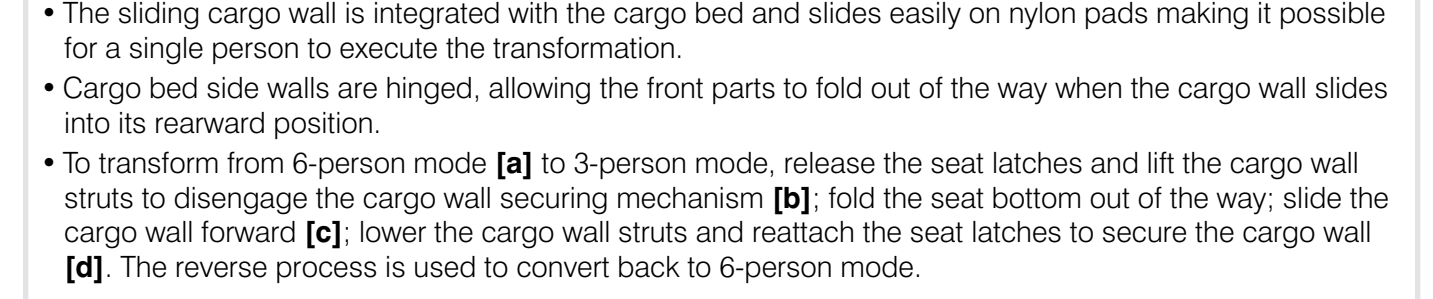 • The sliding cargo wall is integrated with the cargo bed and slides easily on nylon pads making it possible
for a single person to execute the transformation.
• Cargo bed side walls are hinged, allowing the front parts to fold out of the way when the cargo wall slides
into its rearward position.
• To transform from 6-person mode [a] to 3-person mode, release the seat latches and lift the cargo wall
struts to disengage the cargo wall securing mechanism [b]; fold the seat bottom out of the way; slide the
cargo wall forward [c]; lower the cargo wall struts and reattach the seat latches to secure the cargo wall
[d]. The reverse process is used to convert back to 6-person mode.